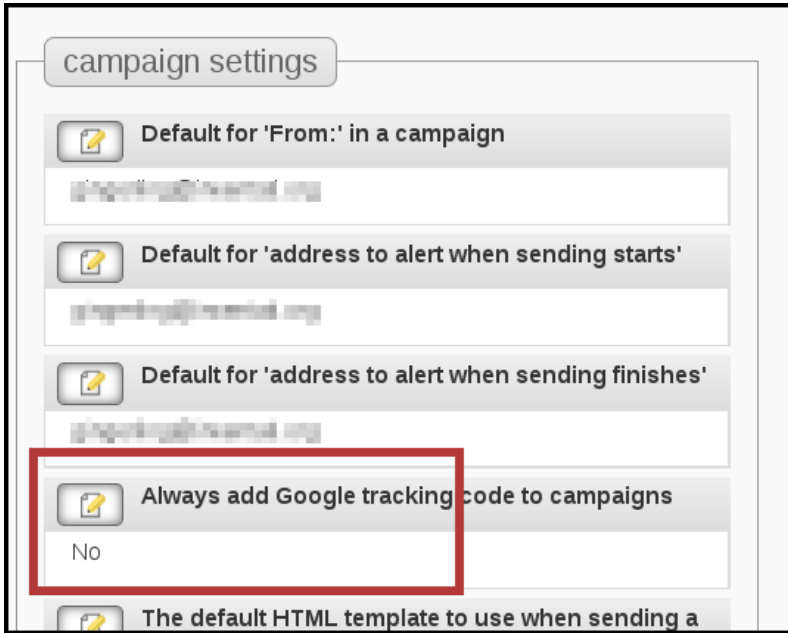 campaign settings
Default for 'From:' in a campaign
Default for 'address to alert when sending starts'
Default for 'address to alert when sending finishes'
Always add Google tracking code to campaigns
No
The default HTML template to use when sending a